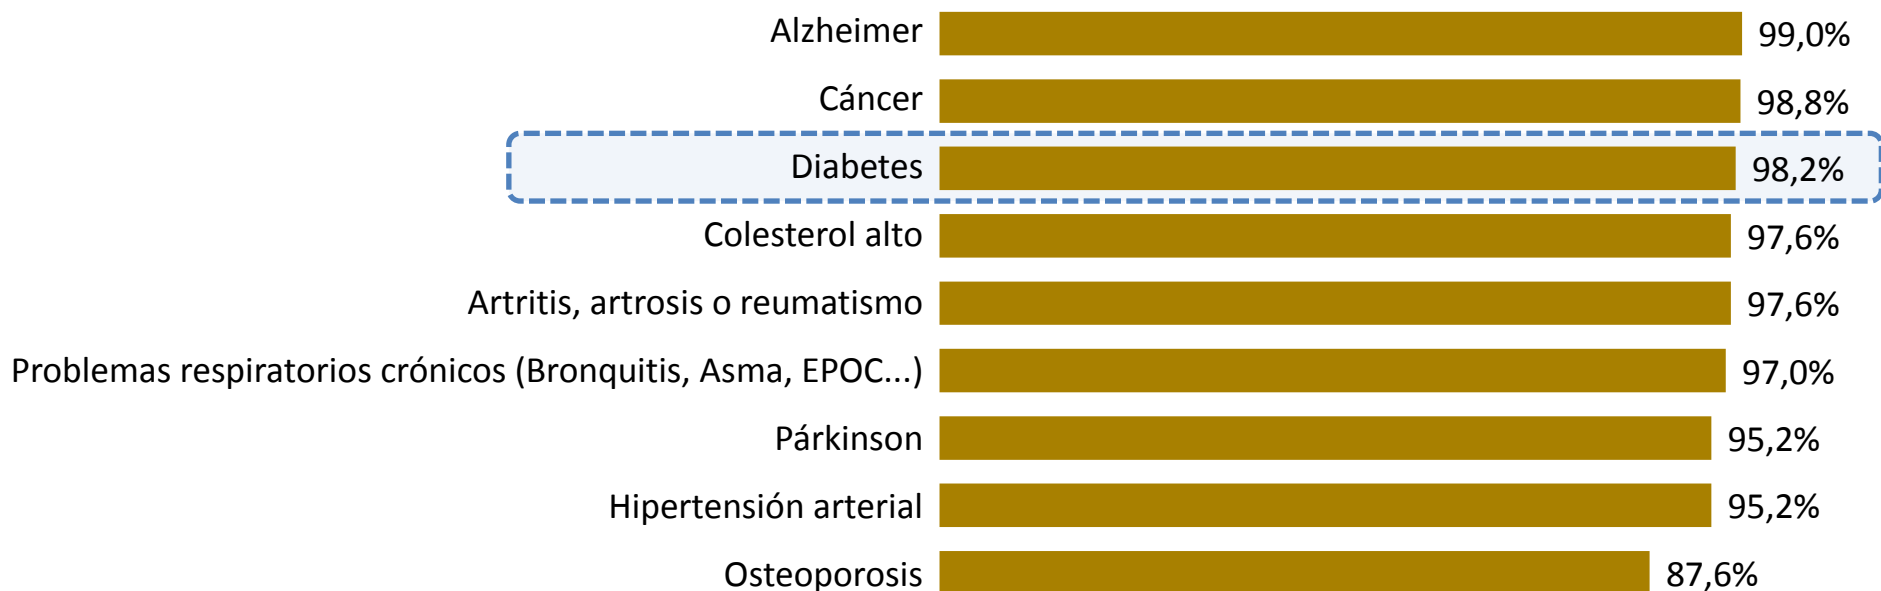 Alzheimer 99,0%
Cáncer 98,8%
Diabetes 98,2%
Colesterol alto 97,6%
Artritis, artrosis o reumatismo 97,6%
Problemas respiratorios crónicos (Bronquitis, Asma, EPOC...) 97,0%
Párkinson 95,2%
Hipertensión arterial 95,2%
Osteoporosis 87,6%